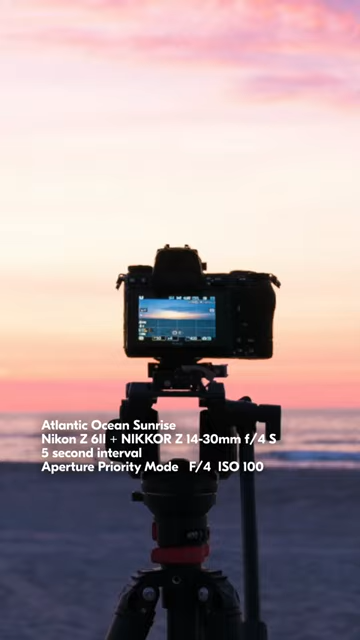 Atlantic Ocean Sunrise
Nikon Z 6II + NIKKOR Z 14-30mm f/4 S
5 second interval
Aperture Priority Mode F/4 ISO 100